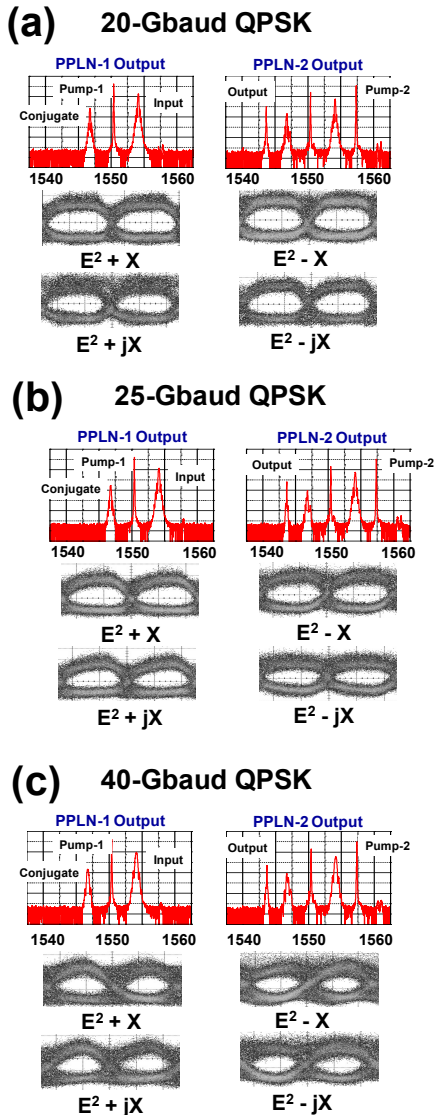 (a) 20-Gbaud QPSK
PPLN-1 Output PPLN-2 Output
Pump-1 Input Conjugate
Output Pump-2
1540 1550 1560 1540 1550 1560
E² + X E² - X
E² + jX E² - jX
(b) 25-Gbaud QPSK
PPLN-1 Output PPLN-2 Output
Pump-1 Input Conjugate
Output Pump-2
1540 1550 1560 1540 1550 1560
E² + X E² - X
E² + jX E² - jX
(c) 40-Gbaud QPSK
PPLN-1 Output PPLN-2 Output
Pump-1 Input Conjugate
Output Pump-2
1540 1550 1560 1540 1550 1560
E² + X E² - X
E² + jX E² - jX